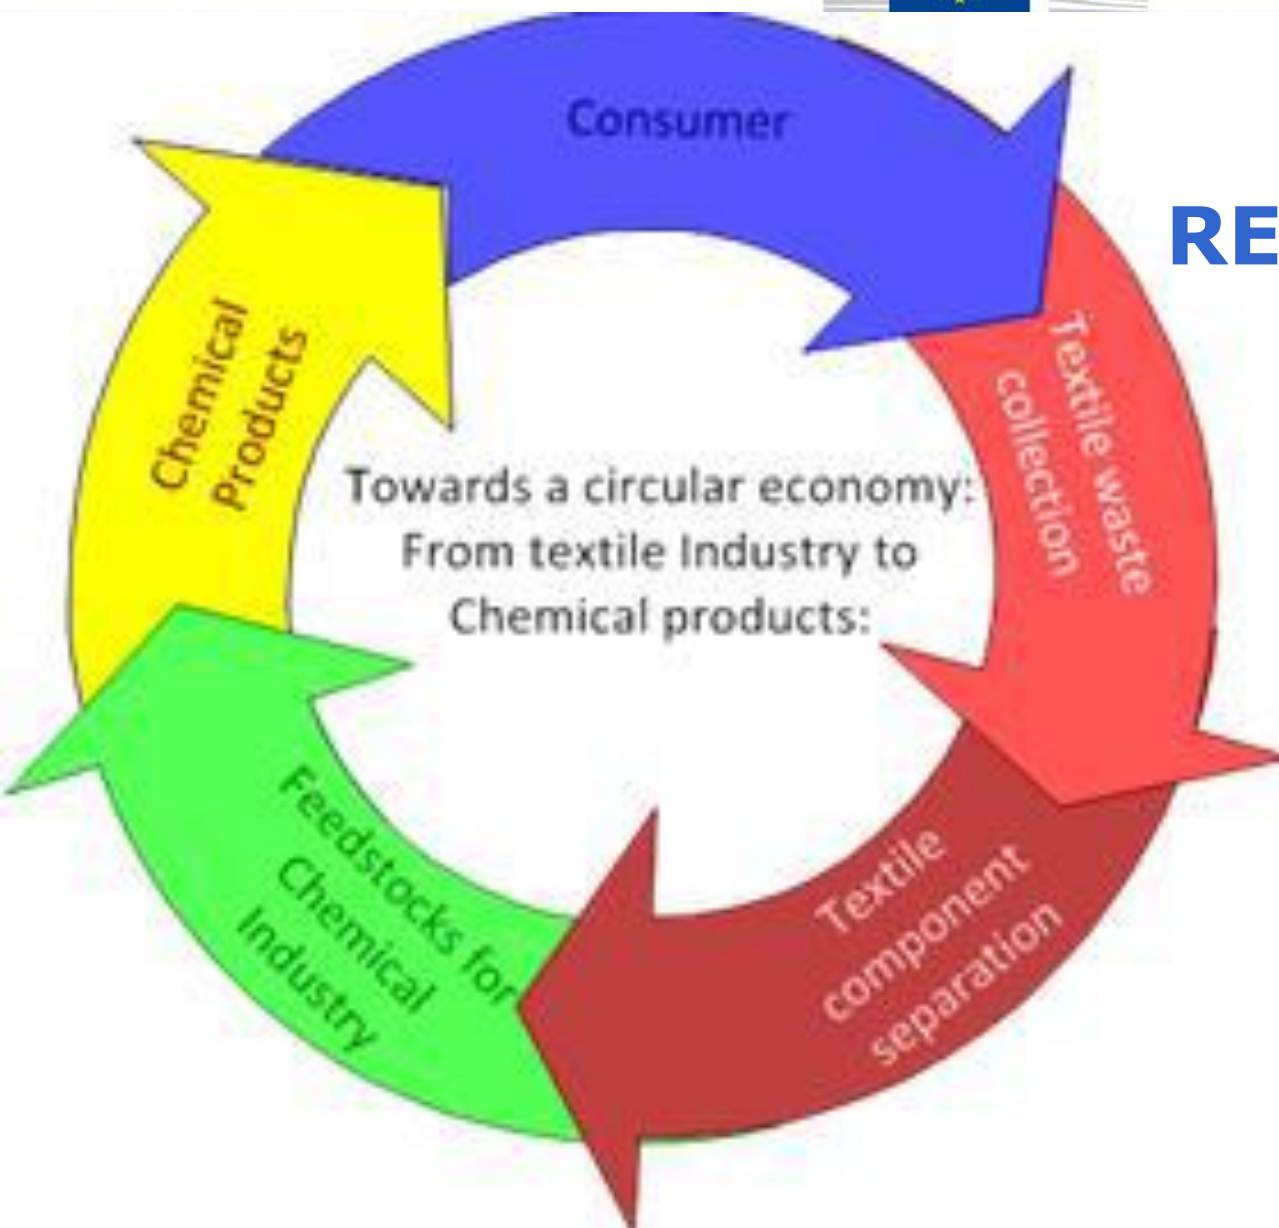 Consumer
RE
Textile waste
collection
Chemical
Products
Towards a circular economy:
From textile Industry to
Chemical products:
Textile
component
separation
Feedstocks for
Chemical
Industry